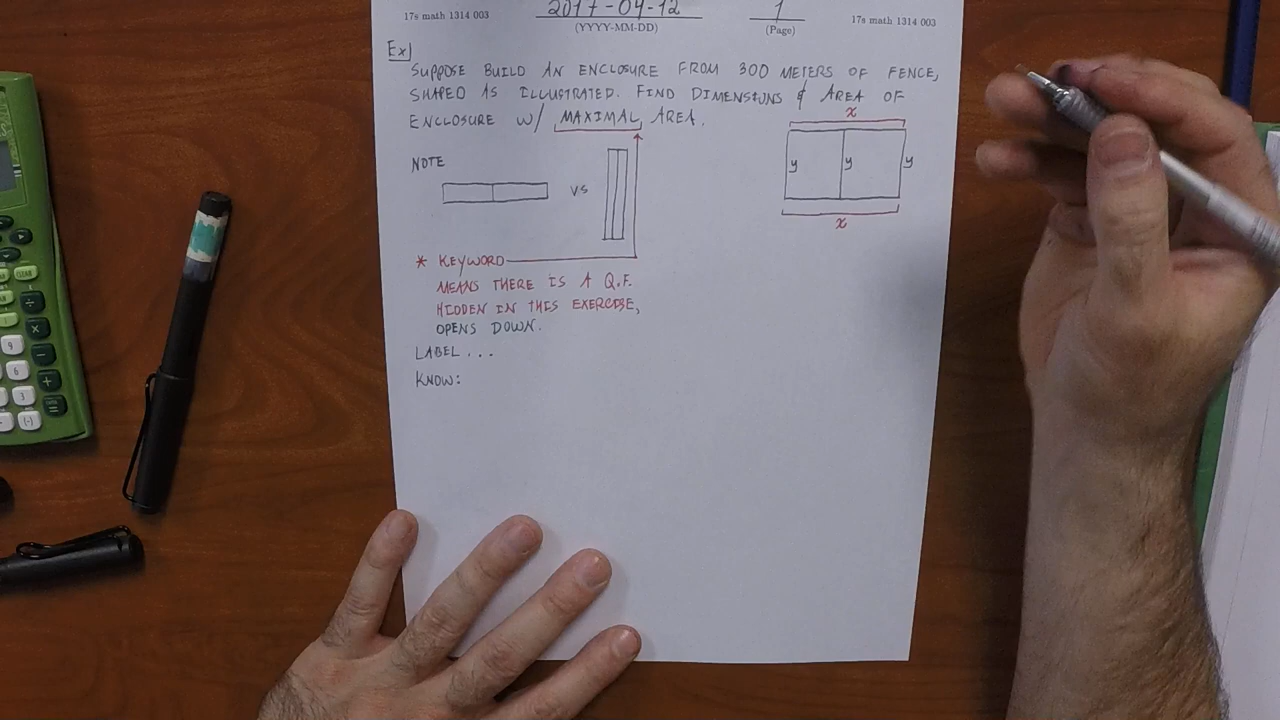 17s math 1314 003
2017-04-12
(YYYY-MM-DD)
1
(Page)
17s math 1314 003
Ex]
SUPPOSE BUILD AN ENCLOSURE FROM 300 METERS OF FENCE,
SHAPED AS ILLUSTRATED. FIND DIMENSIONS & AREA OF
ENCLOSURE W/ MAXIMAL AREA.
x
y y y
x
NOTE
VS
* KEYWORD
MEANS THERE IS A Q.F.
HIDDEN IN THIS EXERCISE,
OPENS DOWN.
LABEL...
KNOW: